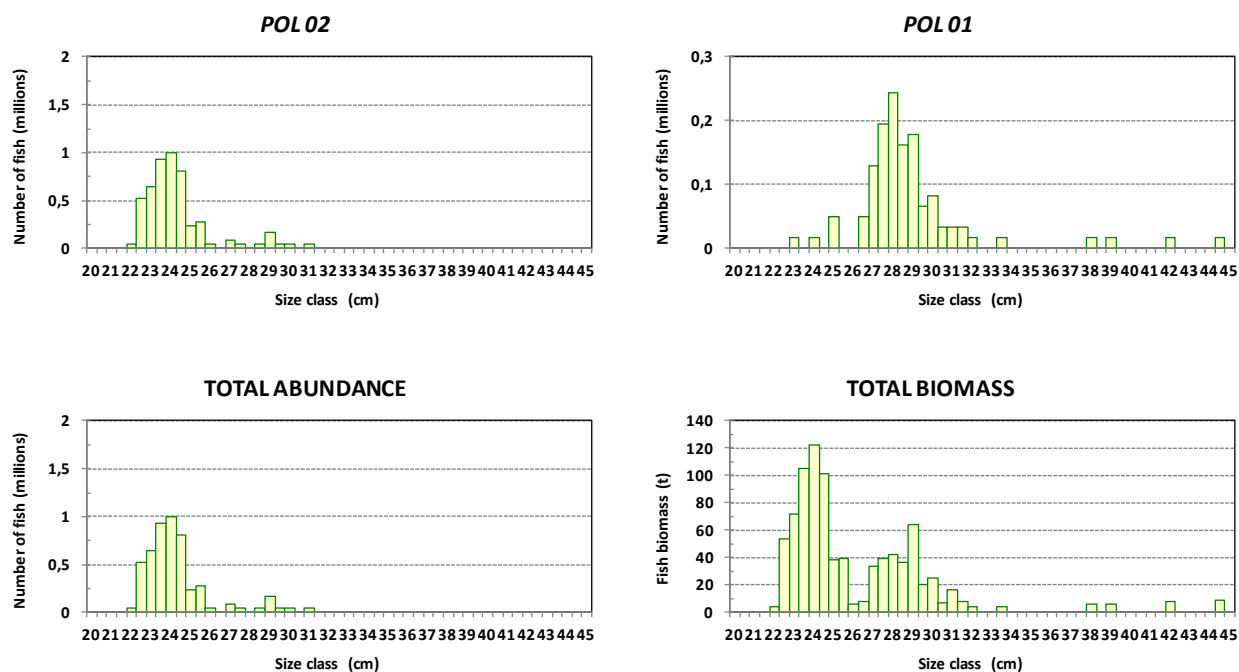 POL 02
Number of fish (millions)
2
1,5
1
0,5
0
20 21 22 23 24 25 26 27 28 29 30 31 32 33 34 35 36 37 38 39 40 41 42 43 44 45
Size class (cm)
POL 01
Number of fish (millions)
0,3
0,2
0,1
0
20 21 22 23 24 25 26 27 28 29 30 31 32 33 34 35 36 37 38 39 40 41 42 43 44 45
Size class (cm)
TOTAL ABUNDANCE
Number of fish (millions)
2
1,5
1
0,5
0
20 21 22 23 24 25 26 27 28 29 30 31 32 33 34 35 36 37 38 39 40 41 42 43 44 45
Size class (cm)
TOTAL BIOMASS
Fish biomass (t)
140
120
100
80
60
40
20
0
20 21 22 23 24 25 26 27 28 29 30 31 32 33 34 35 36 37 38 39 40 41 42 43 44 45
Size class (cm)